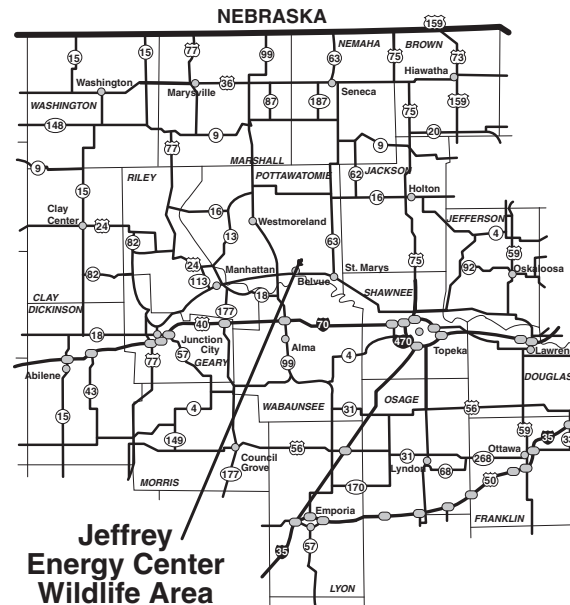 NEBRASKA
159
15
15
77
99
63
NEMAHA
75
BROWN
73
Washington
Marysville
36
Seneca
Hiawatha
WASHINGTON
87
187
75
159
148
77
9
9
20
9
MARSHALL
POTTAWATOMIE
JACKSON
62
RILEY
15
16
16
Holton
Clay
Center
24
Westmoreland
JEFFERSON
4
82
13
63
75
59
82
24
Manhattan
St. Marys
92
Oskaloosa
113
Belvue
CLAY
18
SHAWNEE
DICKINSON
177
18
40
70
Junction
City
Alma
470
Topeka
Lawrence
GEARY
57
4
Abilene
77
99
DOUGLAS
43
OSAGE
15
4
WABAUNSEE
31
56
149
59
35
Council
Grove
56
31
Ottawa
268
Lyndon
68
MORRIS
177
170
50
Emporia
FRANKLIN
Jeffrey
Energy Center
Wildlife Area
35
57
LYON